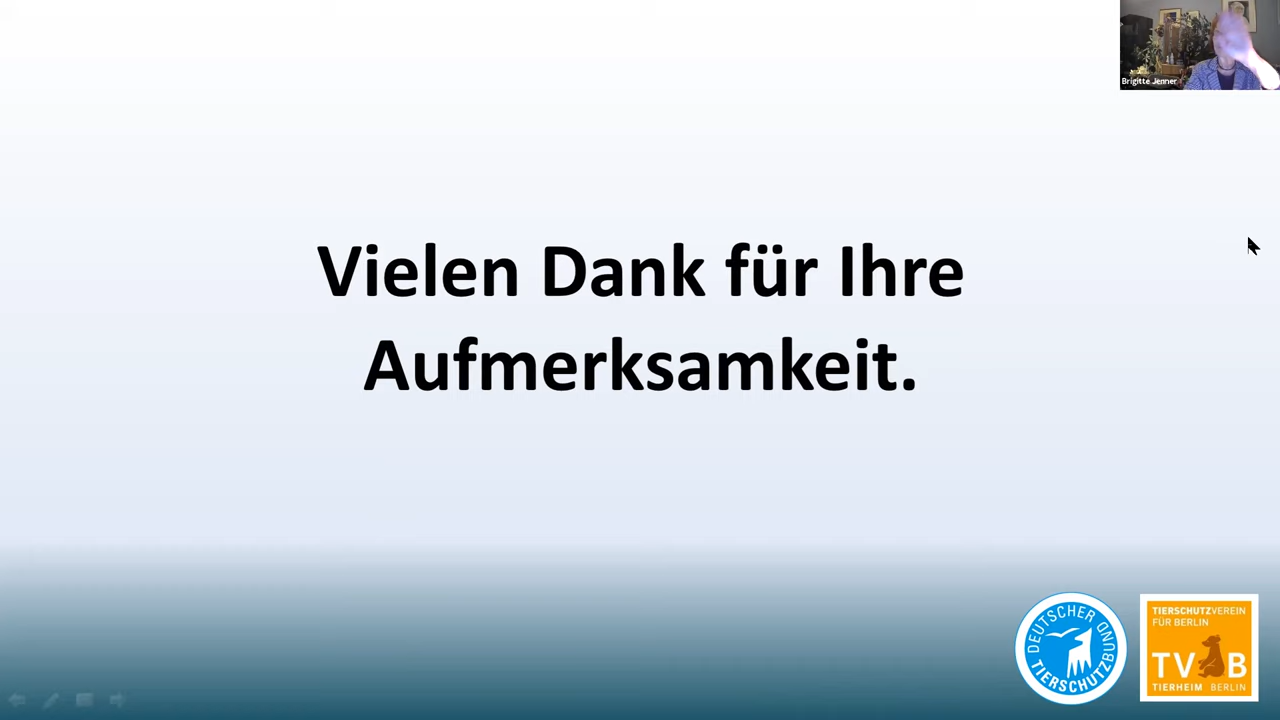 Brigitte Jenner
Vielen Dank für Ihre
Aufmerksamkeit.
DEUTSCHER
TIERSCHUTZBUND
TIERSCHUTZVEREIN
FÜR BERLIN
TV B
TIERHEIM BERLIN